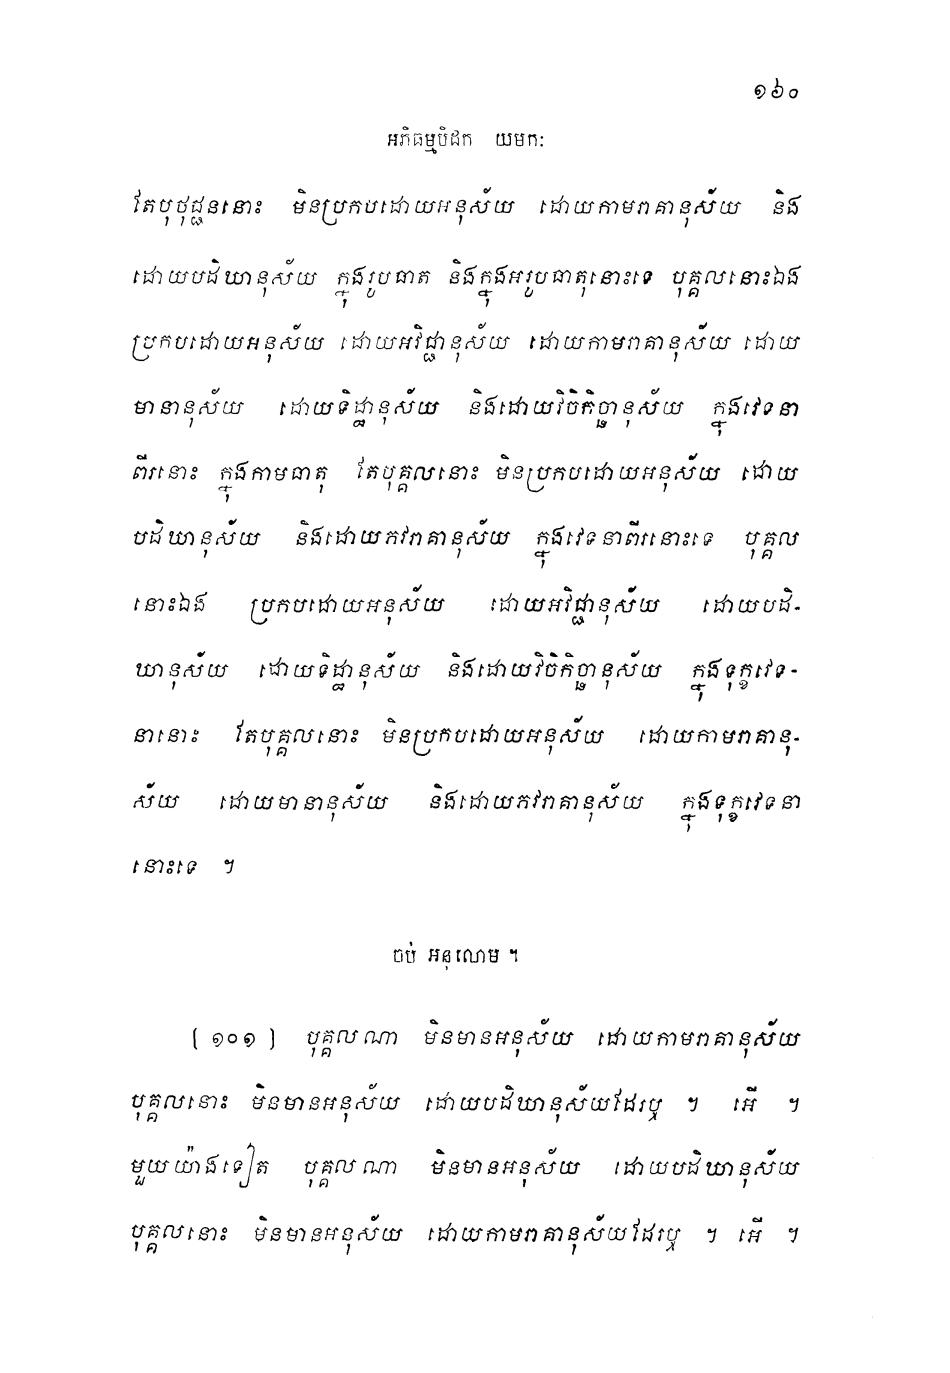 ១៦០
អភិធម្មបិដក យមក:
តែបុថុជ្ជននោះ មិនប្រកបដោយអនុស័យ ដោយកាមរាគានុស័យ និង
ដោយបដិឃានុស័យ ក្នុងរូបធាត និងក្នុងអរូបធាតុនោះទេ បុគ្គលនោះឯង
ប្រកបដោយអនុស័យ ដោយអវិជ្ជានុស័យ ដោយកាមរាគានុស័យ ដោយ
មានានុស័យ ដោយទិដ្ឋានុស័យ និងដោយវិចិកិច្ឆានុស័យ ក្នុងវេទនា
ពីរនោះ ក្នុងកាមធាតុ តែបុគ្គលនោះ មិនប្រកបដោយអនុស័យ ដោយ
បដិឃានុស័យ និងដោយភវរាគានុស័យ ក្នុងវេទនាពីរនោះទេ បុគ្គល
នោះឯង ប្រកបដោយអនុស័យ ដោយអវិជ្ជានុស័យ ដោយបដិ-
ឃានុស័យ ដោយទិដ្ឋានុស័យ និងដោយវិចិកិច្ឆានុស័យ ក្នុងទុក្ខវេទ-
នានោះ តែបុគ្គលនោះ មិនប្រកបដោយអនុស័យ ដោយកាមរាគានុ-
ស័យ ដោយមានានុស័យ និងដោយភវរាគានុស័យ ក្នុងទុក្ខវេទនា
នោះទេ ។
ចប់ អនុលោម ។
[ ១០១ ] បុគ្គលណា មិនមានអនុស័យ ដោយកាមរាគានុស័យ
បុគ្គលនោះ មិនមានអនុស័យ ដោយបដិឃានុស័យដែរឬ ។ អើ ។
មួយយ៉ាងទៀត បុគ្គលណា មិនមានអនុស័យ ដោយបដិឃានុស័យ
បុគ្គលនោះ មិនមានអនុស័យ ដោយកាមរាគានុស័យដែរឬ ។ អើ ។